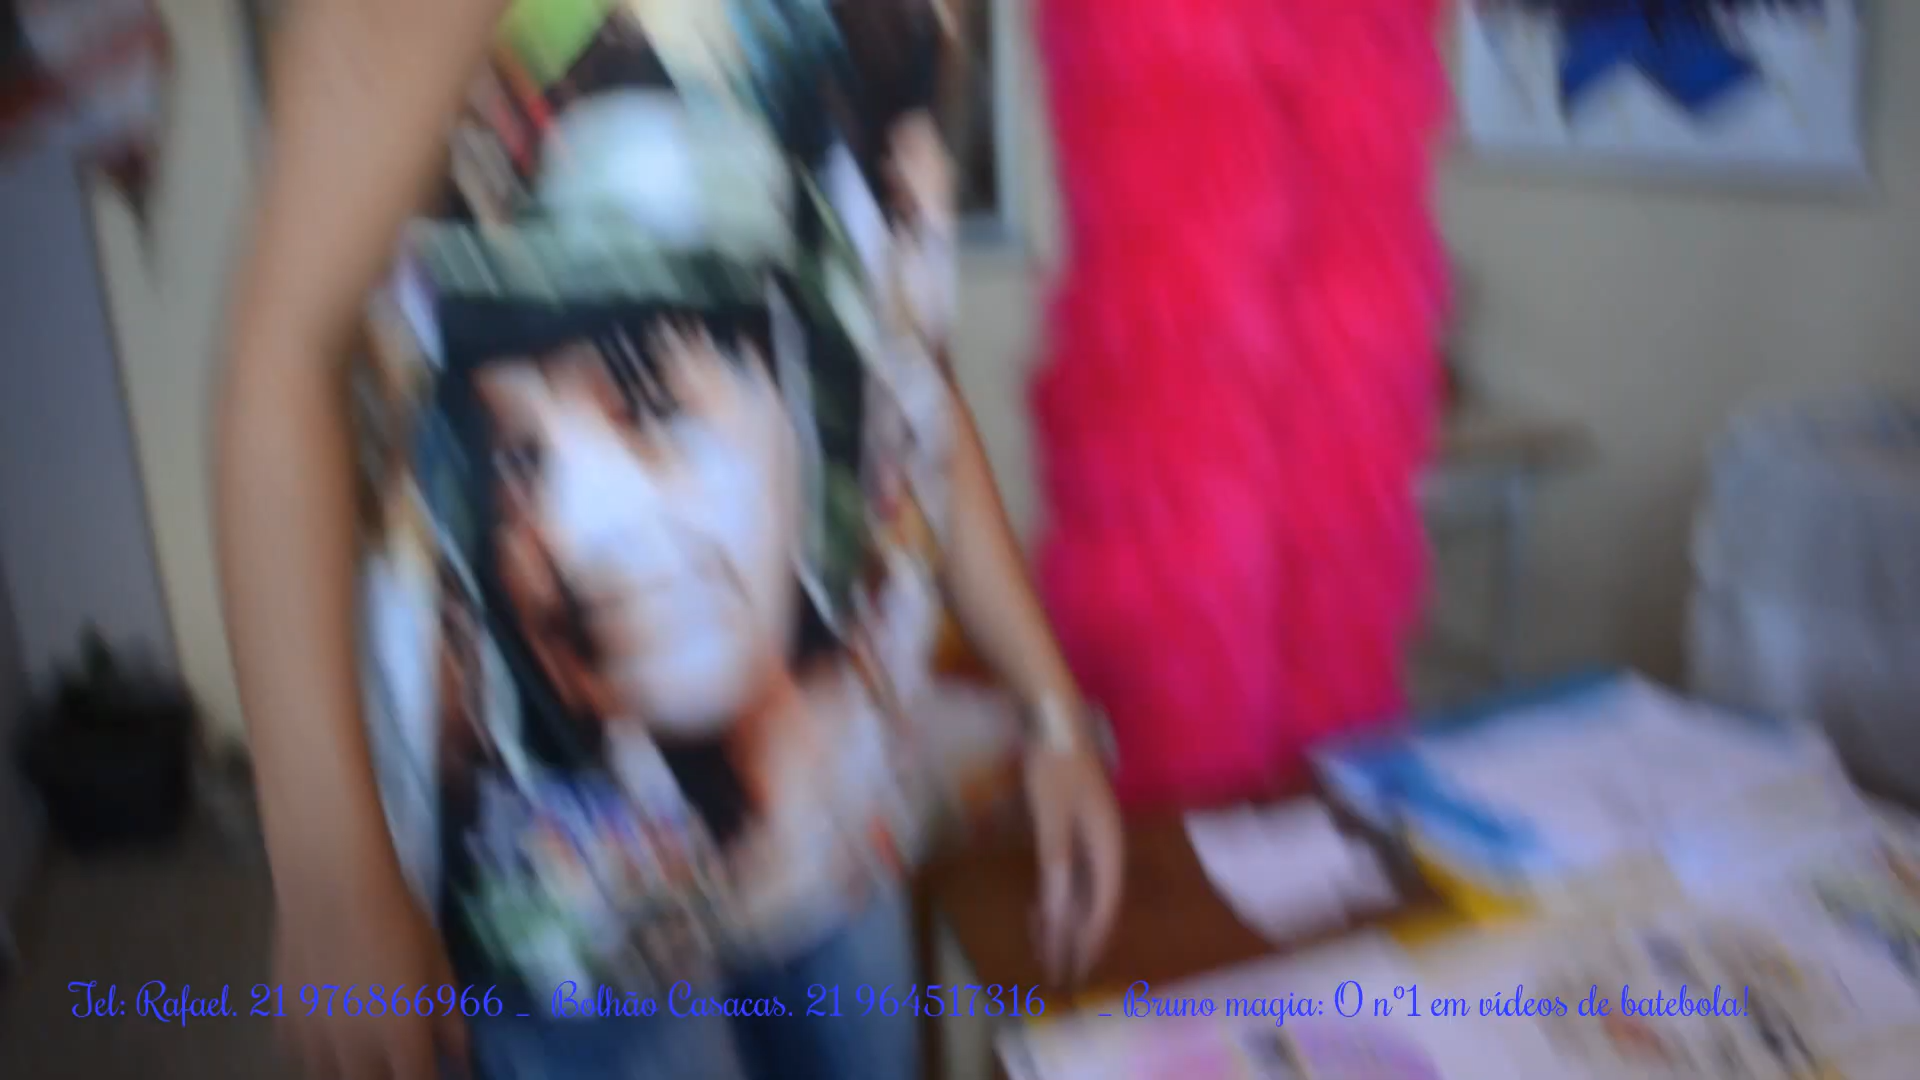 Tel: Rafael. 21 976866966 _ Bolhão Casacas. 21 964517316 _ Bruno magia: O nº1 em vídeos de batebola!